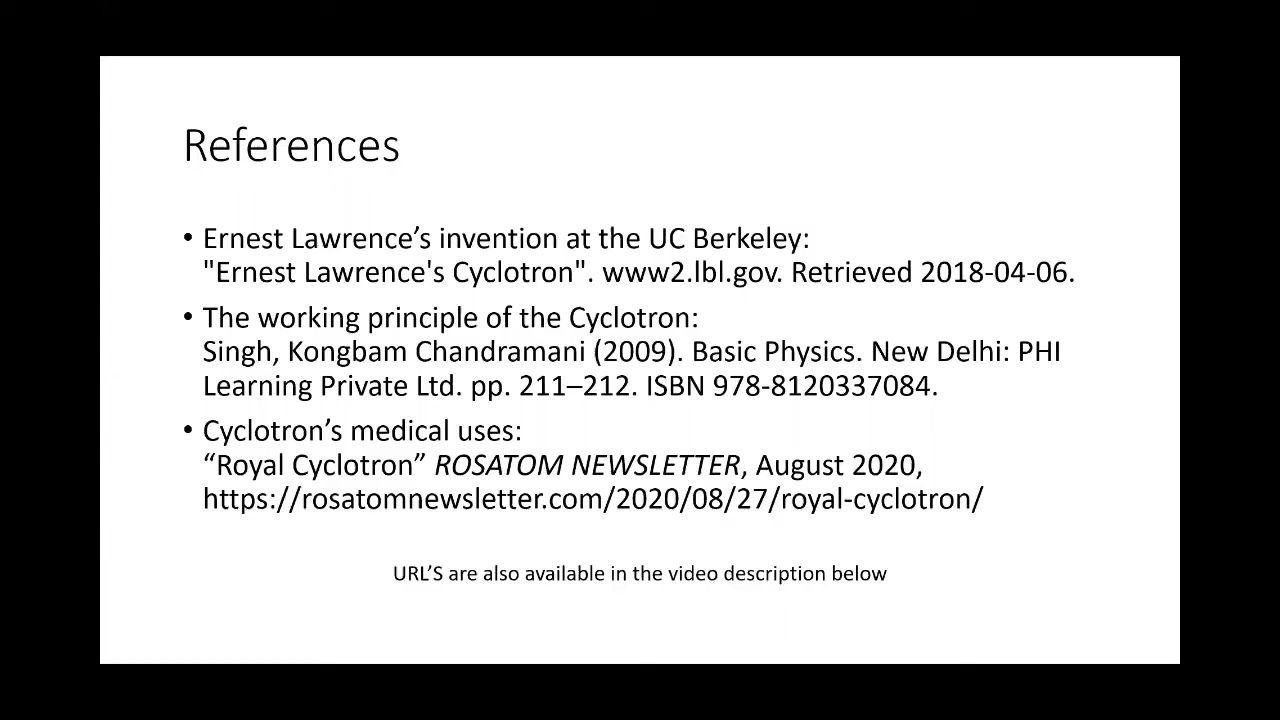 References
• Ernest Lawrence’s invention at the UC Berkeley:
"Ernest Lawrence's Cyclotron". www2.lbl.gov. Retrieved 2018-04-06.
• The working principle of the Cyclotron:
Singh, Kongbam Chandramani (2009). Basic Physics. New Delhi: PHI
Learning Private Ltd. pp. 211–212. ISBN 978-8120337084.
• Cyclotron’s medical uses:
“Royal Cyclotron” ROSATOM NEWSLETTER, August 2020,
https://rosatomnewsletter.com/2020/08/27/royal-cyclotron/
URL’S are also available in the video description below